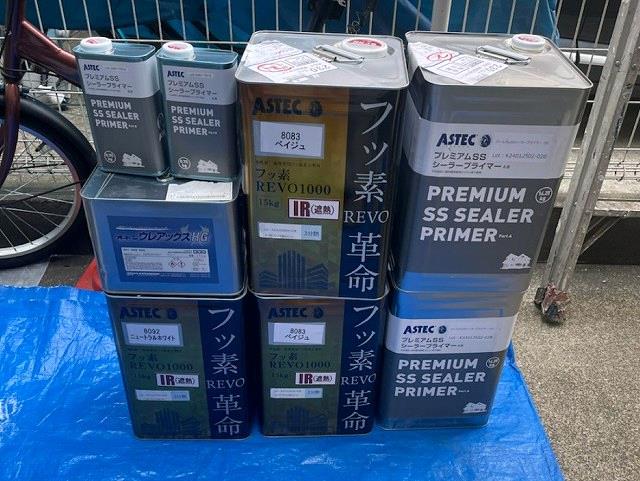 ASTEC
プレミアムSS
シーラープライマー
PREMIUM
SS SEALER
PRIMER
ASTEC
プレミアムSS
シーラープライマー
PREMIUM
SS SEALER
PRIMER
ASTEC
8083
ベイジュ
フッ素
REVO1000
15kg
IR(遮熱)
3分艶
フッ素
REVO
革命
ASTEC
プレミアムSS
シーラープライマー
PREMIUM
SS SEALER
PRIMER Part A
ウレアックスHG
ASTEC
8092
ニュートラルホワイト
フッ素
REVO1000
15kg
IR(遮熱)
フッ素
REVO
革命
ASTEC
8083
ベイジュ
フッ素
REVO1000
15kg
IR(遮熱)
フッ素
REVO
革命
ASTEC
プレミアムSS
シーラープライマー
PREMIUM
SS SEALER
PRIMER Part A